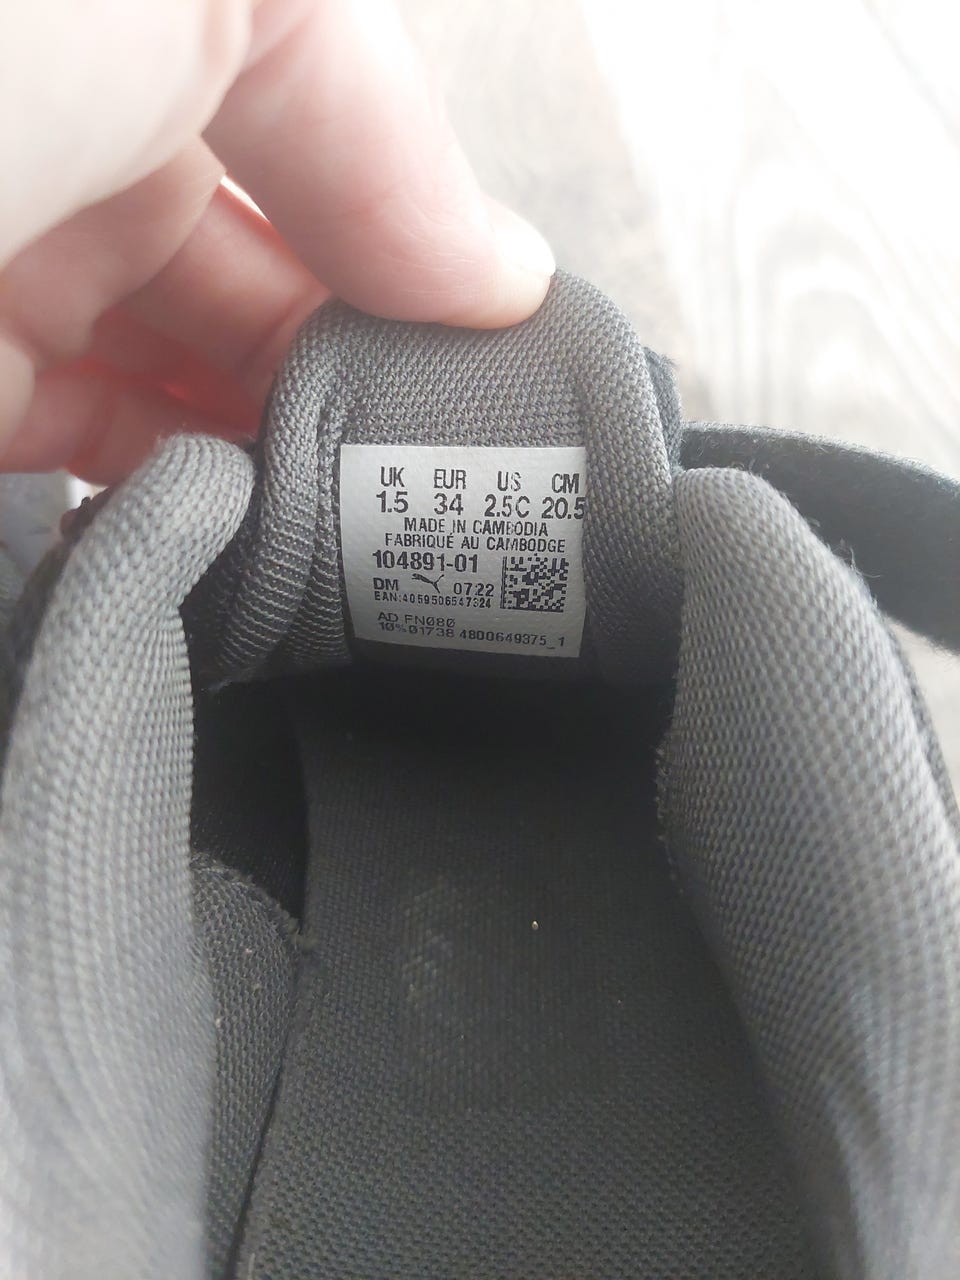 UK EUR US CM
1.5 34 2.5C 20.5
MADE IN CAMBODIA
FABRIQUÉ AU CAMBODGE
104891-01
DM 07.22
EAN:4059506547324
AD FN080
10%01738 4800649375_1